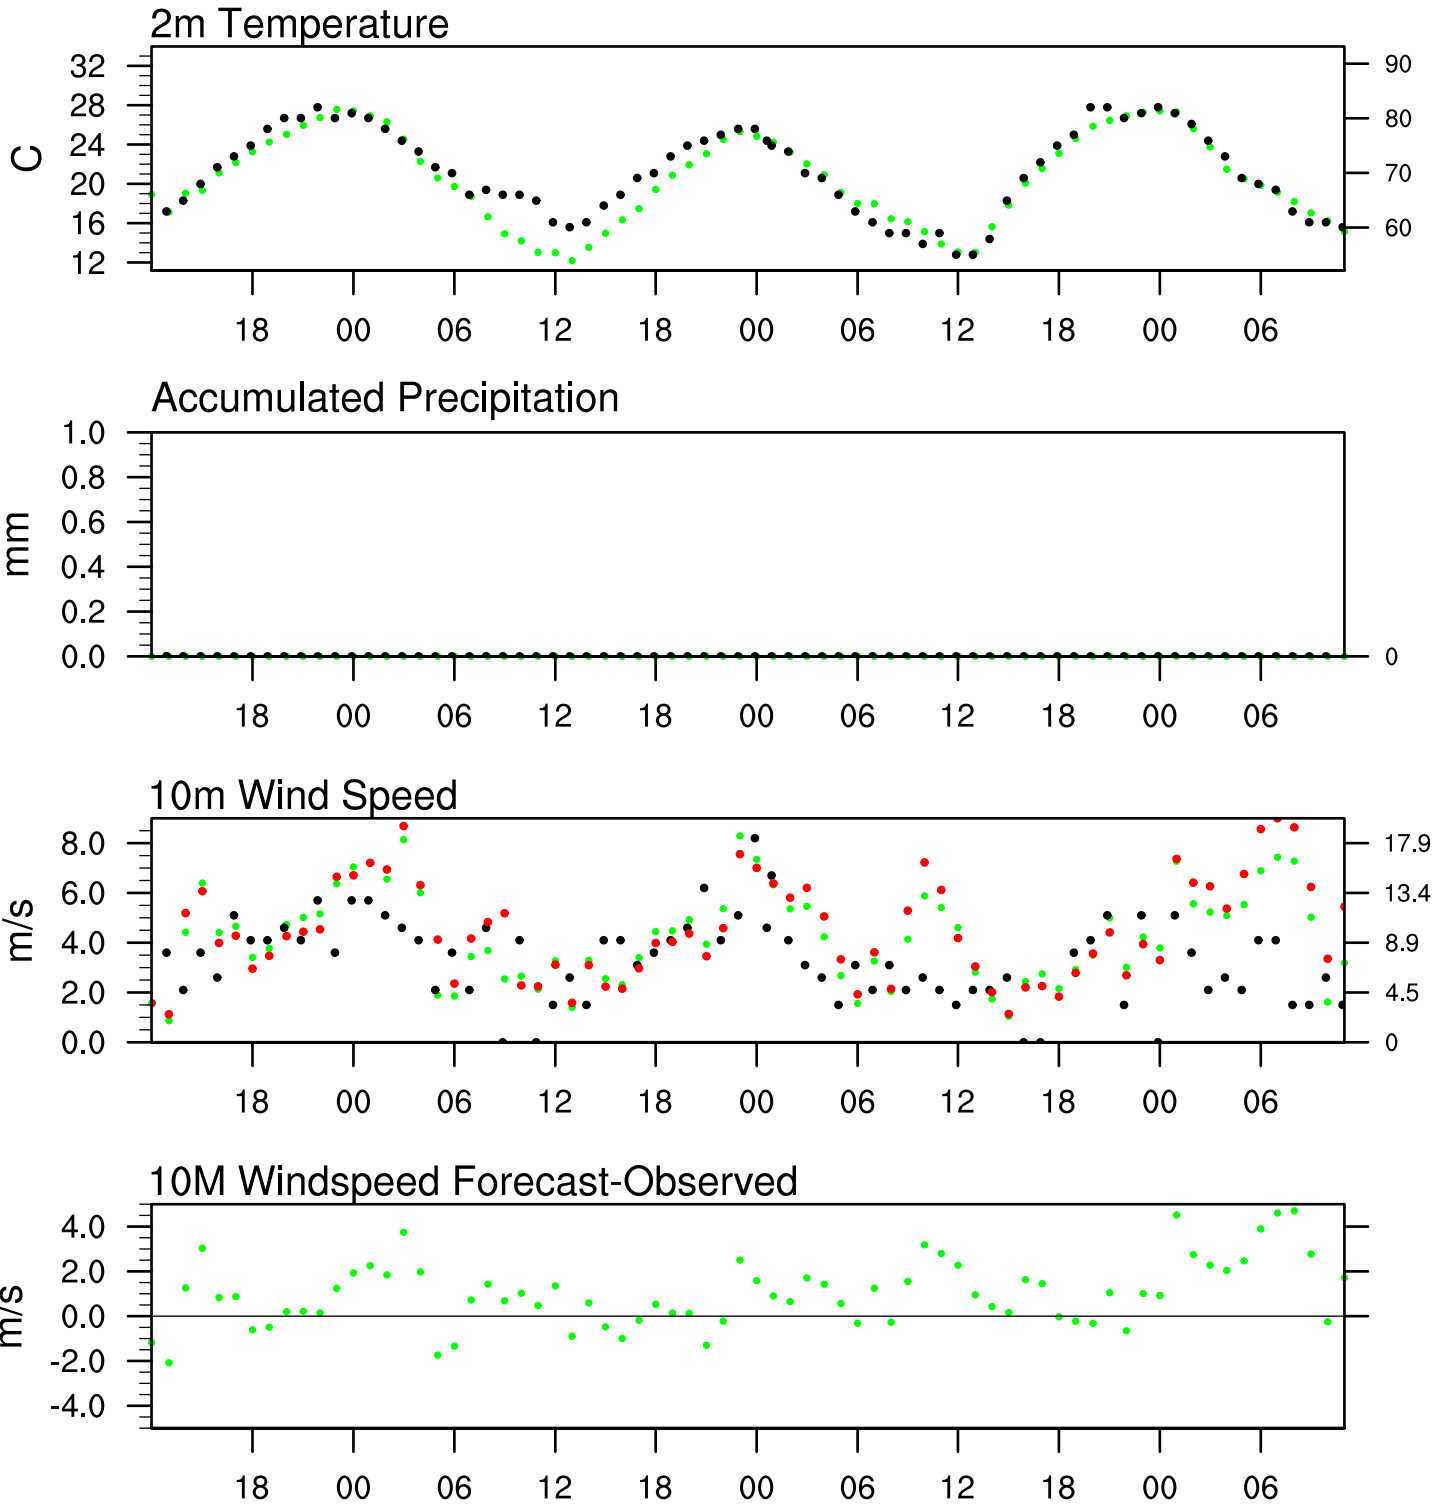 2m Temperature
32
28
24
20
16
12
C
90
80
70
60
18 00 06 12 18 00 06 12 18 00 06
Accumulated Precipitation
1.0
0.8
0.6
0.4
0.2
0.0
mm
0
18 00 06 12 18 00 06 12 18 00 06
10m Wind Speed
8.0
6.0
4.0
2.0
0.0
m/s
17.9
13.4
8.9
4.5
0
18 00 06 12 18 00 06 12 18 00 06
10M Windspeed Forecast-Observed
4.0
2.0
0.0
-2.0
-4.0
m/s
18 00 06 12 18 00 06 12 18 00 06